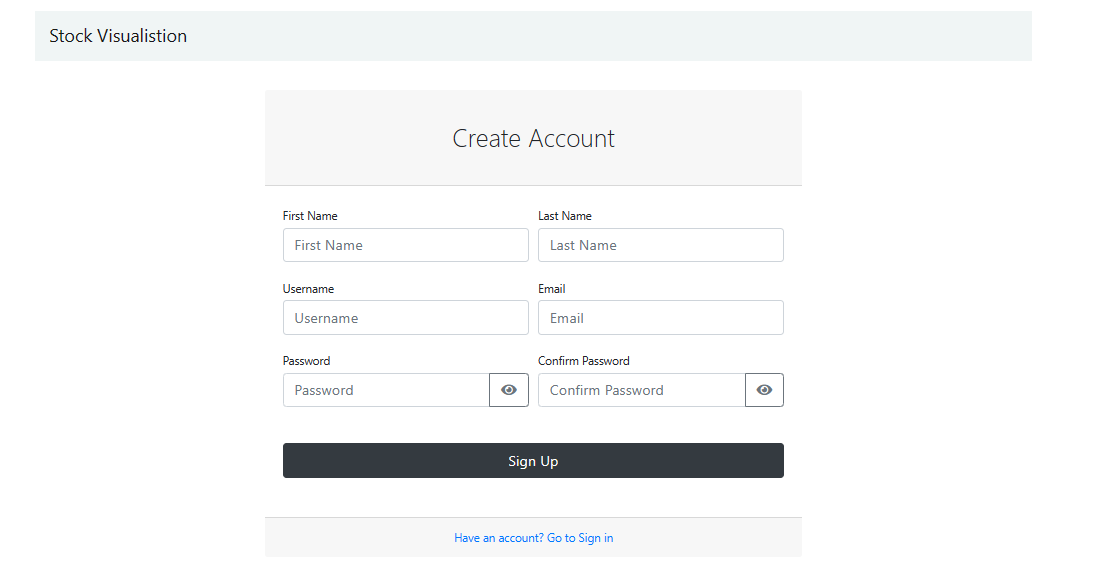 Stock Visualistion
Create Account
First Name Last Name
First Name Last Name
Username Email
Username Email
Password Confirm Password
Password Confirm Password
Sign Up
Have an account? Go to Sign in